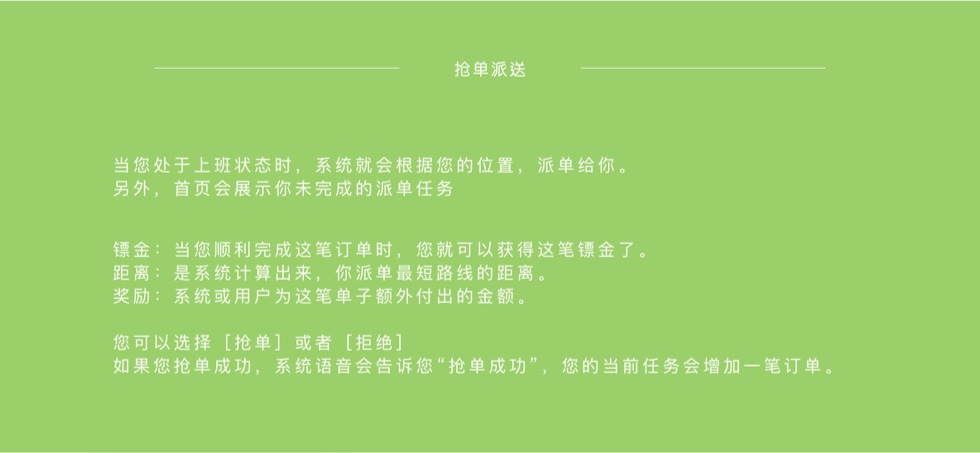 抢单派送
当您处于上班状态时，系统就会根据您的位置，派单给你。
另外，首页会展示你未完成的派单任务
镖金：当您顺利完成这笔订单时，您就可以获得这笔镖金了。
距离：是系统计算出来，你派单最短路线的距离。
奖励：系统或用户为这笔单子额外付出的金额。
您可以选择［抢单］或者［拒绝］
如果您抢单成功，系统语音会告诉您“抢单成功”，您的当前任务会增加一笔订单。